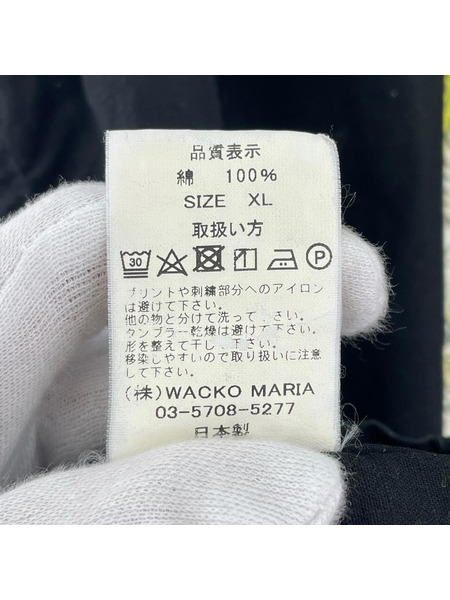 品質表示
綿 100%
SIZE XL
取扱い方
30 P
プリントや刺繍部分へのアイロン
は避けて下さい。
他の物と分けて洗って下さい。
タンブラー乾燥は避けて下さい。
形を整えて干し、下さい。
移染しやすいので取り扱いに注意
して下さい。
(株)WACKO MARIA
03-5708-5277
日本製